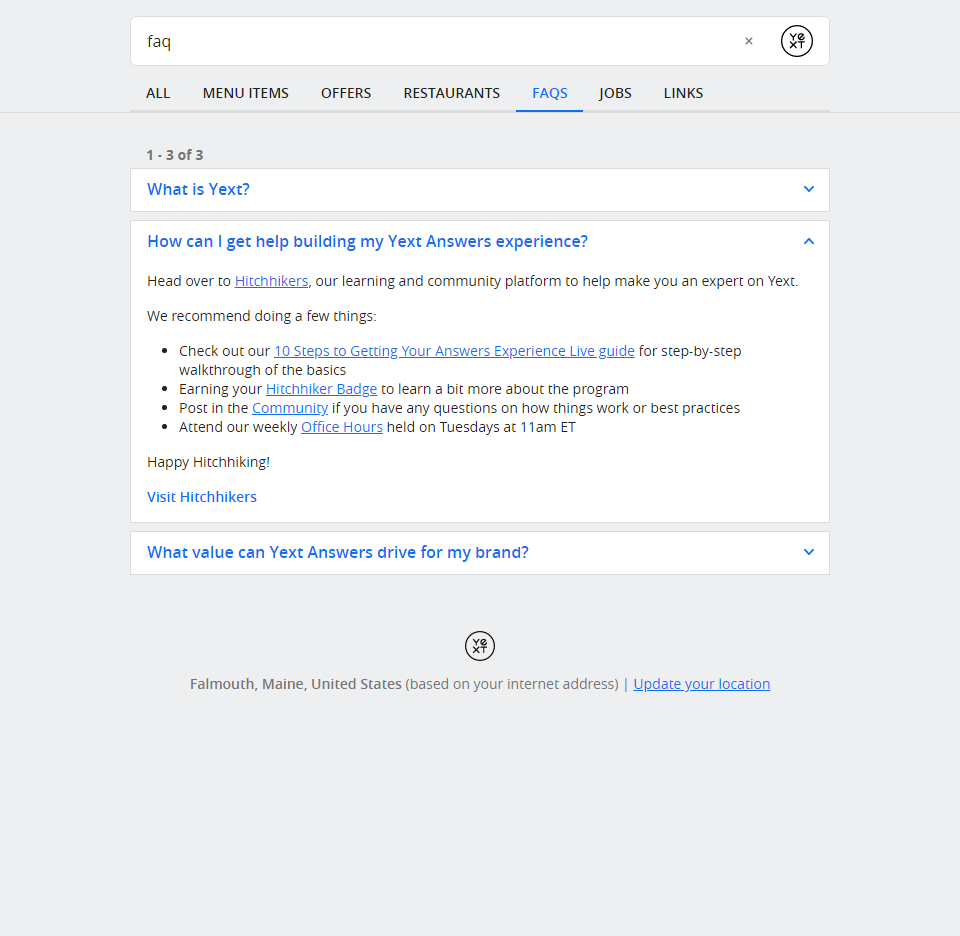 faq
×
YEXT
ALL MENU ITEMS OFFERS RESTAURANTS FAQS JOBS LINKS
1 - 3 of 3
What is Yext?
How can I get help building my Yext Answers experience?
Head over to Hitchhikers, our learning and community platform to help make you an expert on Yext.
We recommend doing a few things:
• Check out our 10 Steps to Getting Your Answers Experience Live guide for step-by-step
walkthrough of the basics
• Earning your Hitchhiker Badge to learn a bit more about the program
• Post in the Community if you have any questions on how things work or best practices
• Attend our weekly Office Hours held on Tuesdays at 11am ET
Happy Hitchhiking!
Visit Hitchhikers
What value can Yext Answers drive for my brand?
YEXT
Falmouth, Maine, United States (based on your internet address) | Update your location